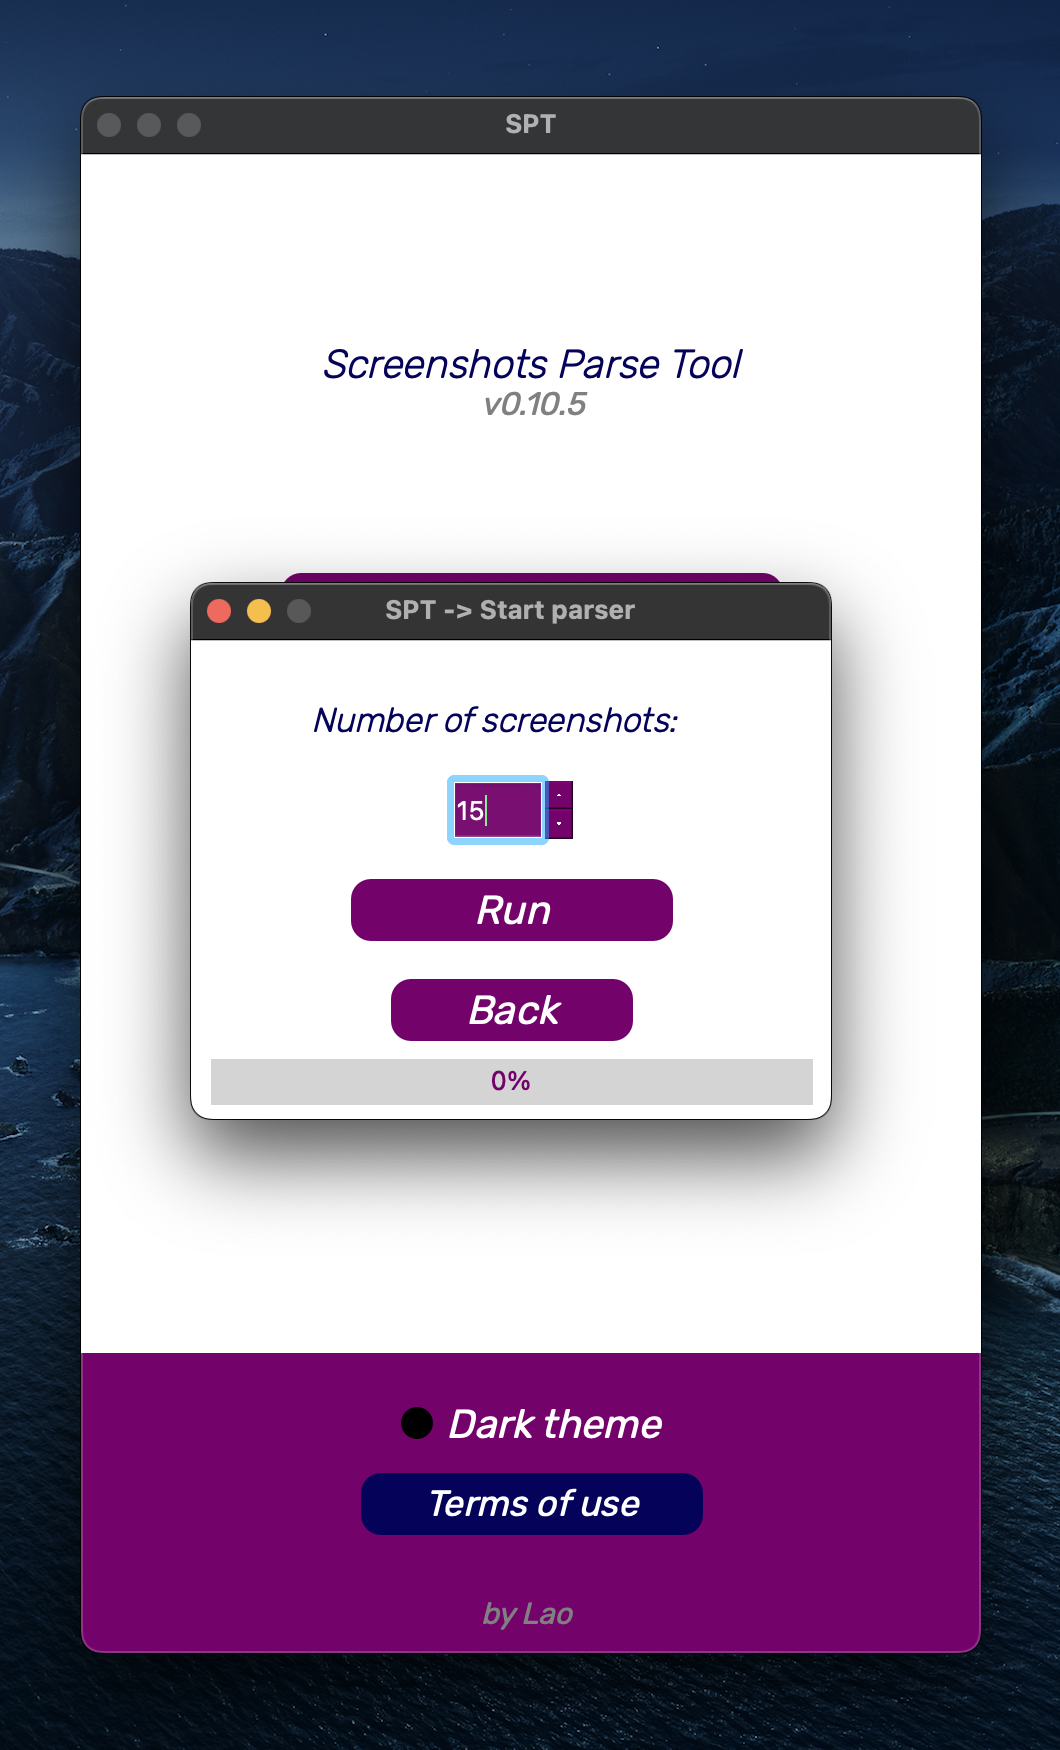 SPT
Screenshots Parse Tool
v0.10.5
SPT -> Start parser
Number of screenshots:
15
Run
Back
0%
Dark theme
Terms of use
by Lao